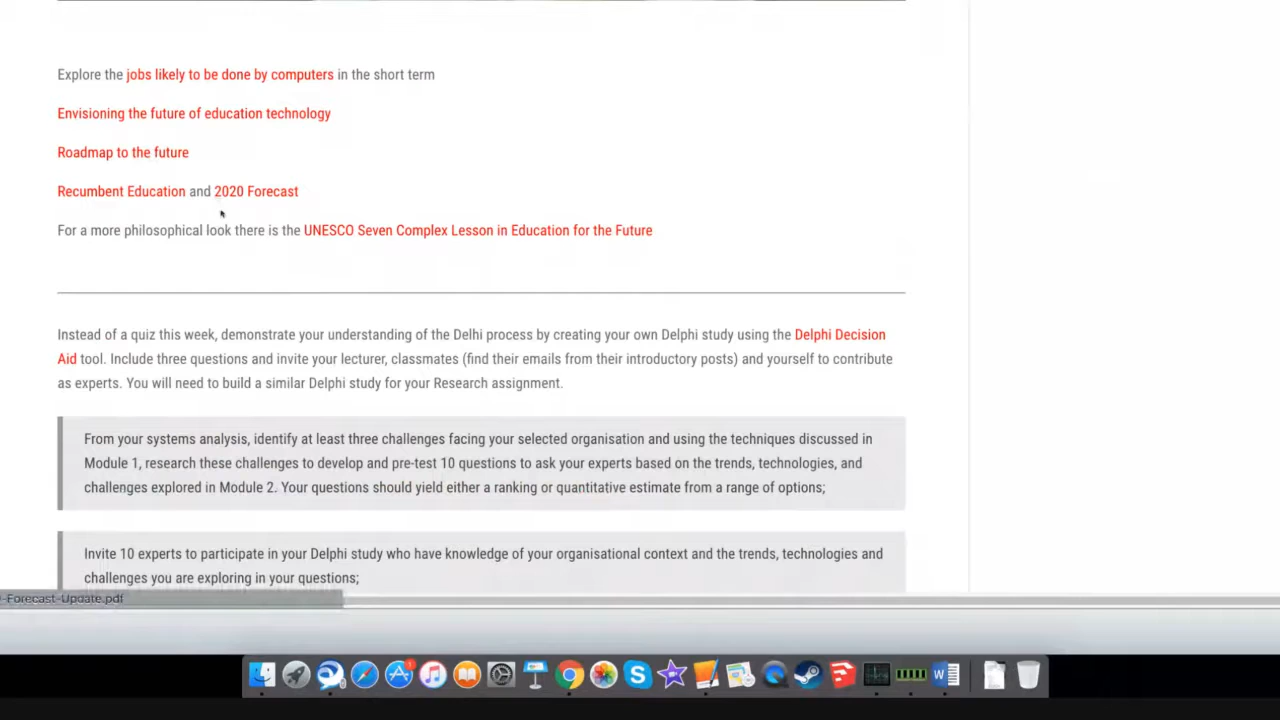 Explore the jobs likely to be done by computers in the short term
Envisioning the future of education technology
Roadmap to the future
Recumbent Education and 2020 Forecast
For a more philosophical look there is the UNESCO Seven Complex Lesson in Education for the Future
Instead of a quiz this week, demonstrate your understanding of the Delhi process by creating your own Delphi study using the Delphi Decision
Aid tool. Include three questions and invite your lecturer, classmates (find their emails from their introductory posts) and yourself to contribute
as experts. You will need to build a similar Delphi study for your Research assignment.
From your systems analysis, identify at least three challenges facing your selected organisation and using the techniques discussed in
Module 1, research these challenges to develop and pre-test 10 questions to ask your experts based on the trends, technologies, and
challenges explored in Module 2. Your questions should yield either a ranking or quantitative estimate from a range of options;
Invite 10 experts to participate in your Delphi study who have knowledge of your organisational context and the trends, technologies and
challenges you are exploring in your questions;
-Forecast-Update.pdf